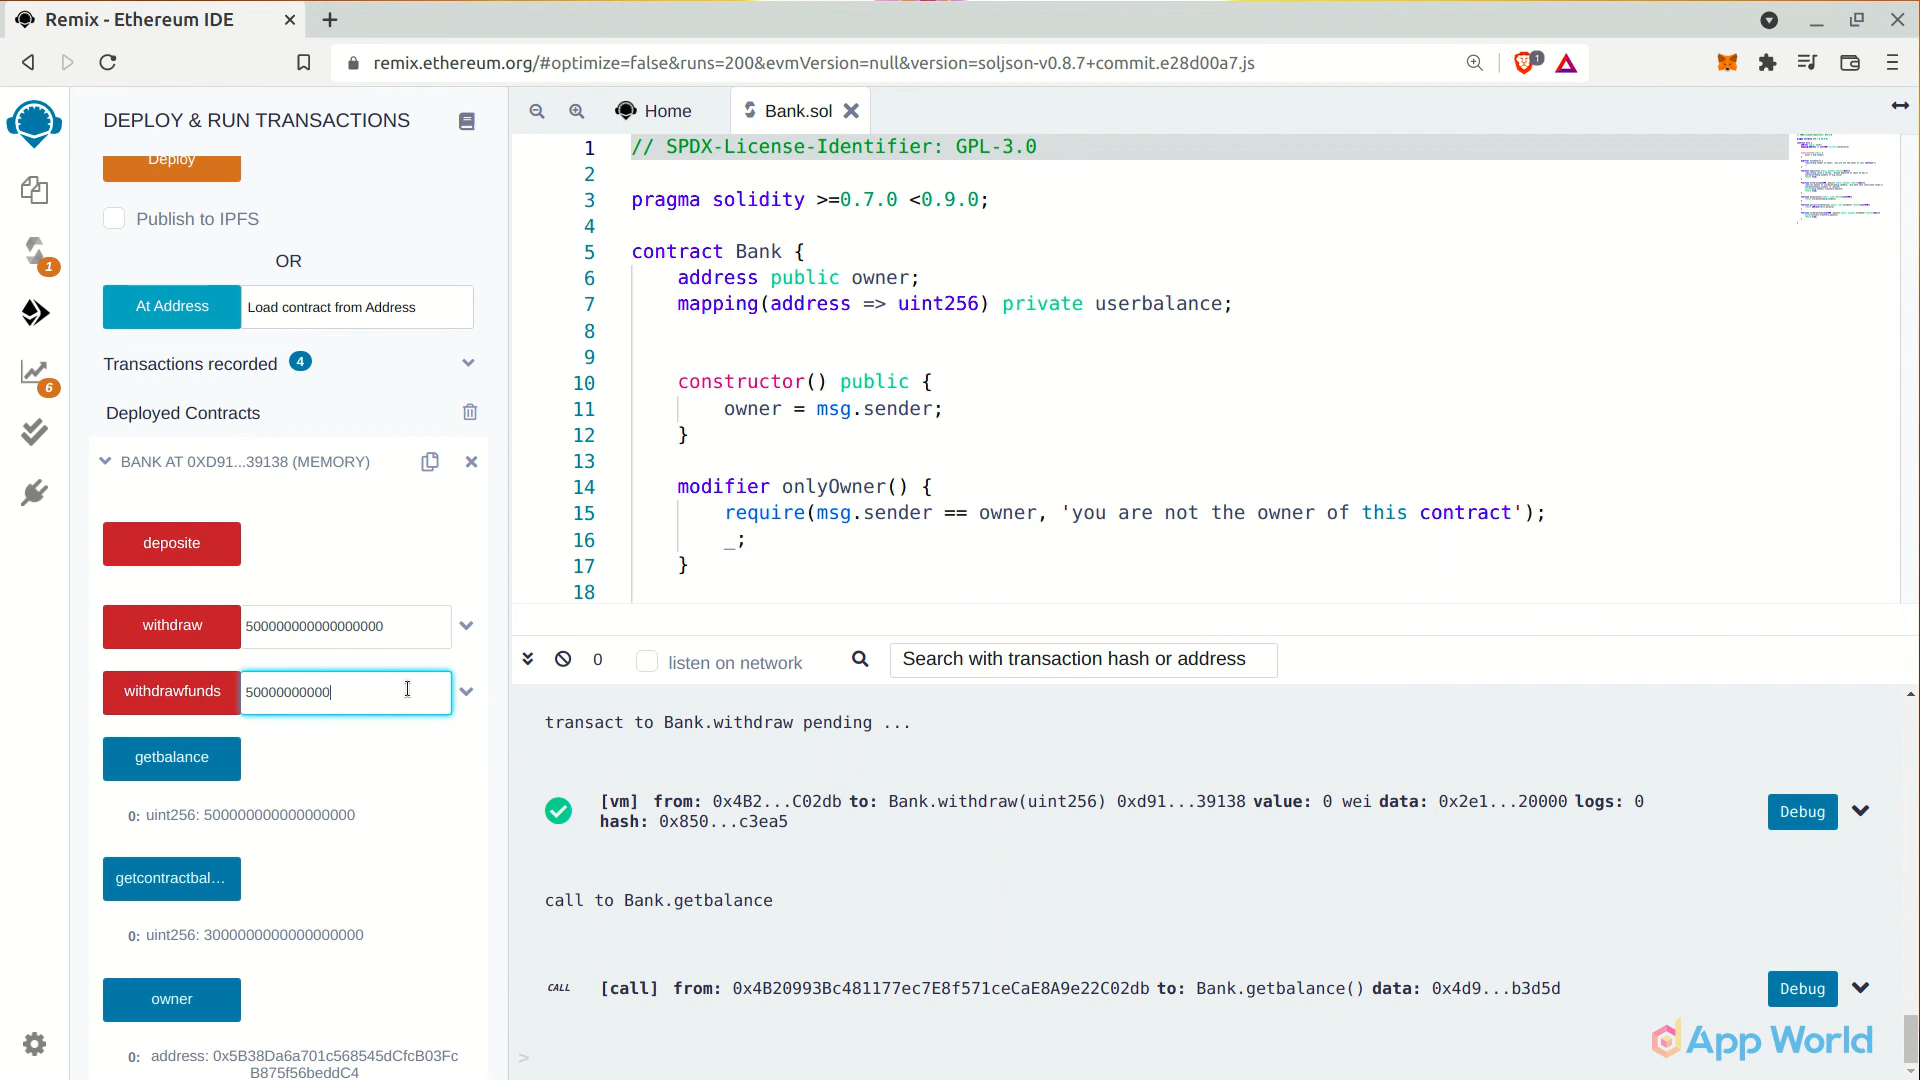 Remix - Ethereum IDE
remix.ethereum.org/#optimize=false&runs=200&evmVersion=null&version=soljson-v0.8.7+commit.e28d00a7.js
1
DEPLOY & RUN TRANSACTIONS
Deploy
Publish to IPFS
OR
At Address Load contract from Address
Transactions recorded 4
Deployed Contracts
BANK AT 0XD91...39138 (MEMORY)
deposite
withdraw 500000000000000000
withdrawfunds 50000000000
getbalance
0: uint256: 500000000000000000
getcontractbal...
0: uint256: 3000000000000000000
owner
0: address: 0x5B38Da6a701c568545dCfcB03Fc
B875f56beddC4
1
6
Home
Bank.sol
1 // SPDX-License-Identifier: GPL-3.0
2
3 pragma solidity >=0.7.0 <0.9.0;
4
5 contract Bank {
6 address public owner;
7 mapping(address => uint256) private userbalance;
8
9
10 constructor() public {
11 owner = msg.sender;
12 }
13
14 modifier onlyOwner() {
15 require(msg.sender == owner, 'you are not the owner of this contract');
16 _;
17 }
18
0 listen on network Search with transaction hash or address
transact to Bank.withdraw pending ...
[vm] from: 0x4B2...C02db to: Bank.withdraw(uint256) 0xd91...39138 value: 0 wei data: 0x2e1...20000 logs: 0
hash: 0x850...c3ea5
Debug
call to Bank.getbalance
CALL [call] from: 0x4B20993Bc481177ec7E8f571ceCaE8A9e22C02db to: Bank.getbalance() data: 0x4d9...b3d5d
Debug
>
App World